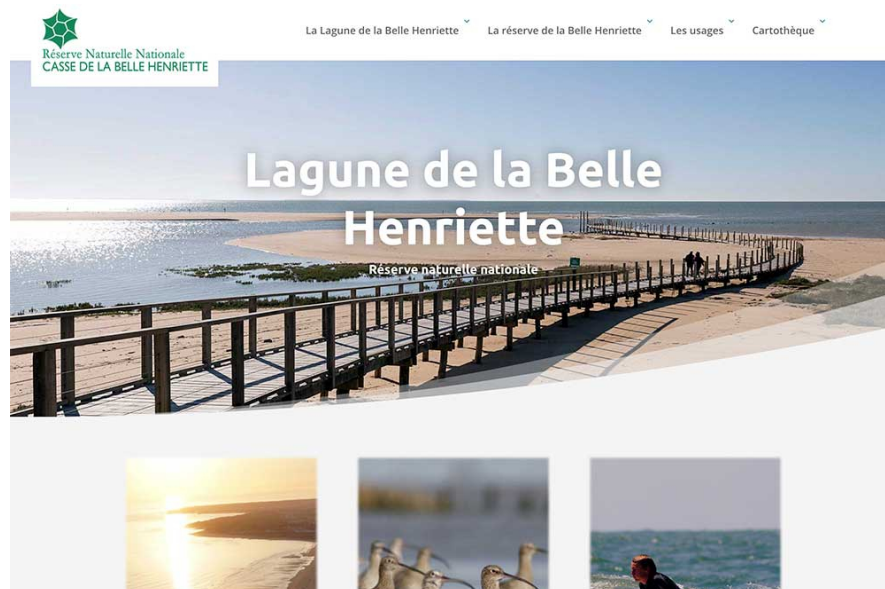 Réserve Naturelle Nationale
CASSE DE LA BELLE HENRIETTE
La Lagune de la Belle Henriette
La réserve de la Belle Henriette
Les usages
Cartothèque
Lagune de la Belle
Henriette
Réserve naturelle nationale